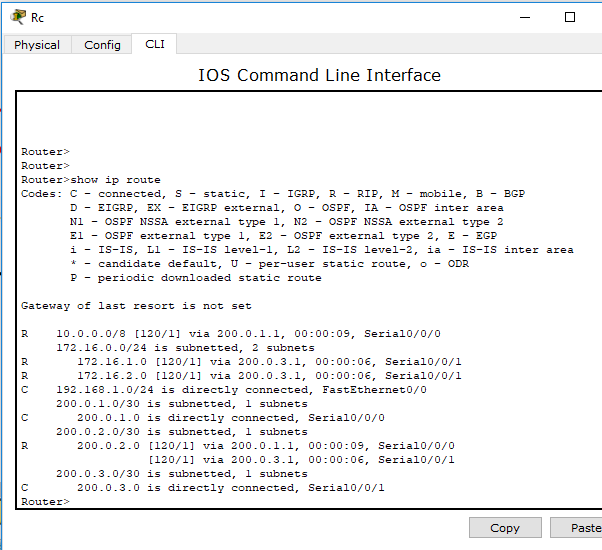 Rc
Physical Config CLI
IOS Command Line Interface
Router>
Router>
Router>show ip route
Codes: C - connected, S - static, I - IGRP, R - RIP, M - mobile, B - BGP
       D - EIGRP, EX - EIGRP external, O - OSPF, IA - OSPF inter area
       N1 - OSPF NSSA external type 1, N2 - OSPF NSSA external type 2
       E1 - OSPF external type 1, E2 - OSPF external type 2, E - EGP
       i - IS-IS, L1 - IS-IS level-1, L2 - IS-IS level-2, ia - IS-IS inter area
       * - candidate default, U - per-user static route, o - ODR
       P - periodic downloaded static route
Gateway of last resort is not set
R    10.0.0.0/8 [120/1] via 200.0.1.1, 00:00:09, Serial0/0/0
     172.16.0.0/24 is subnetted, 2 subnets
R       172.16.1.0 [120/1] via 200.0.3.1, 00:00:06, Serial0/0/1
R       172.16.2.0 [120/1] via 200.0.3.1, 00:00:06, Serial0/0/1
C    192.168.1.0/24 is directly connected, FastEthernet0/0
     200.0.1.0/30 is subnetted, 1 subnets
C       200.0.1.0 is directly connected, Serial0/0/0
     200.0.2.0/30 is subnetted, 1 subnets
R       200.0.2.0 [120/1] via 200.0.1.1, 00:00:09, Serial0/0/0
                  [120/1] via 200.0.3.1, 00:00:06, Serial0/0/1
     200.0.3.0/30 is subnetted, 1 subnets
C       200.0.3.0 is directly connected, Serial0/0/1
Router>
Copy Paste